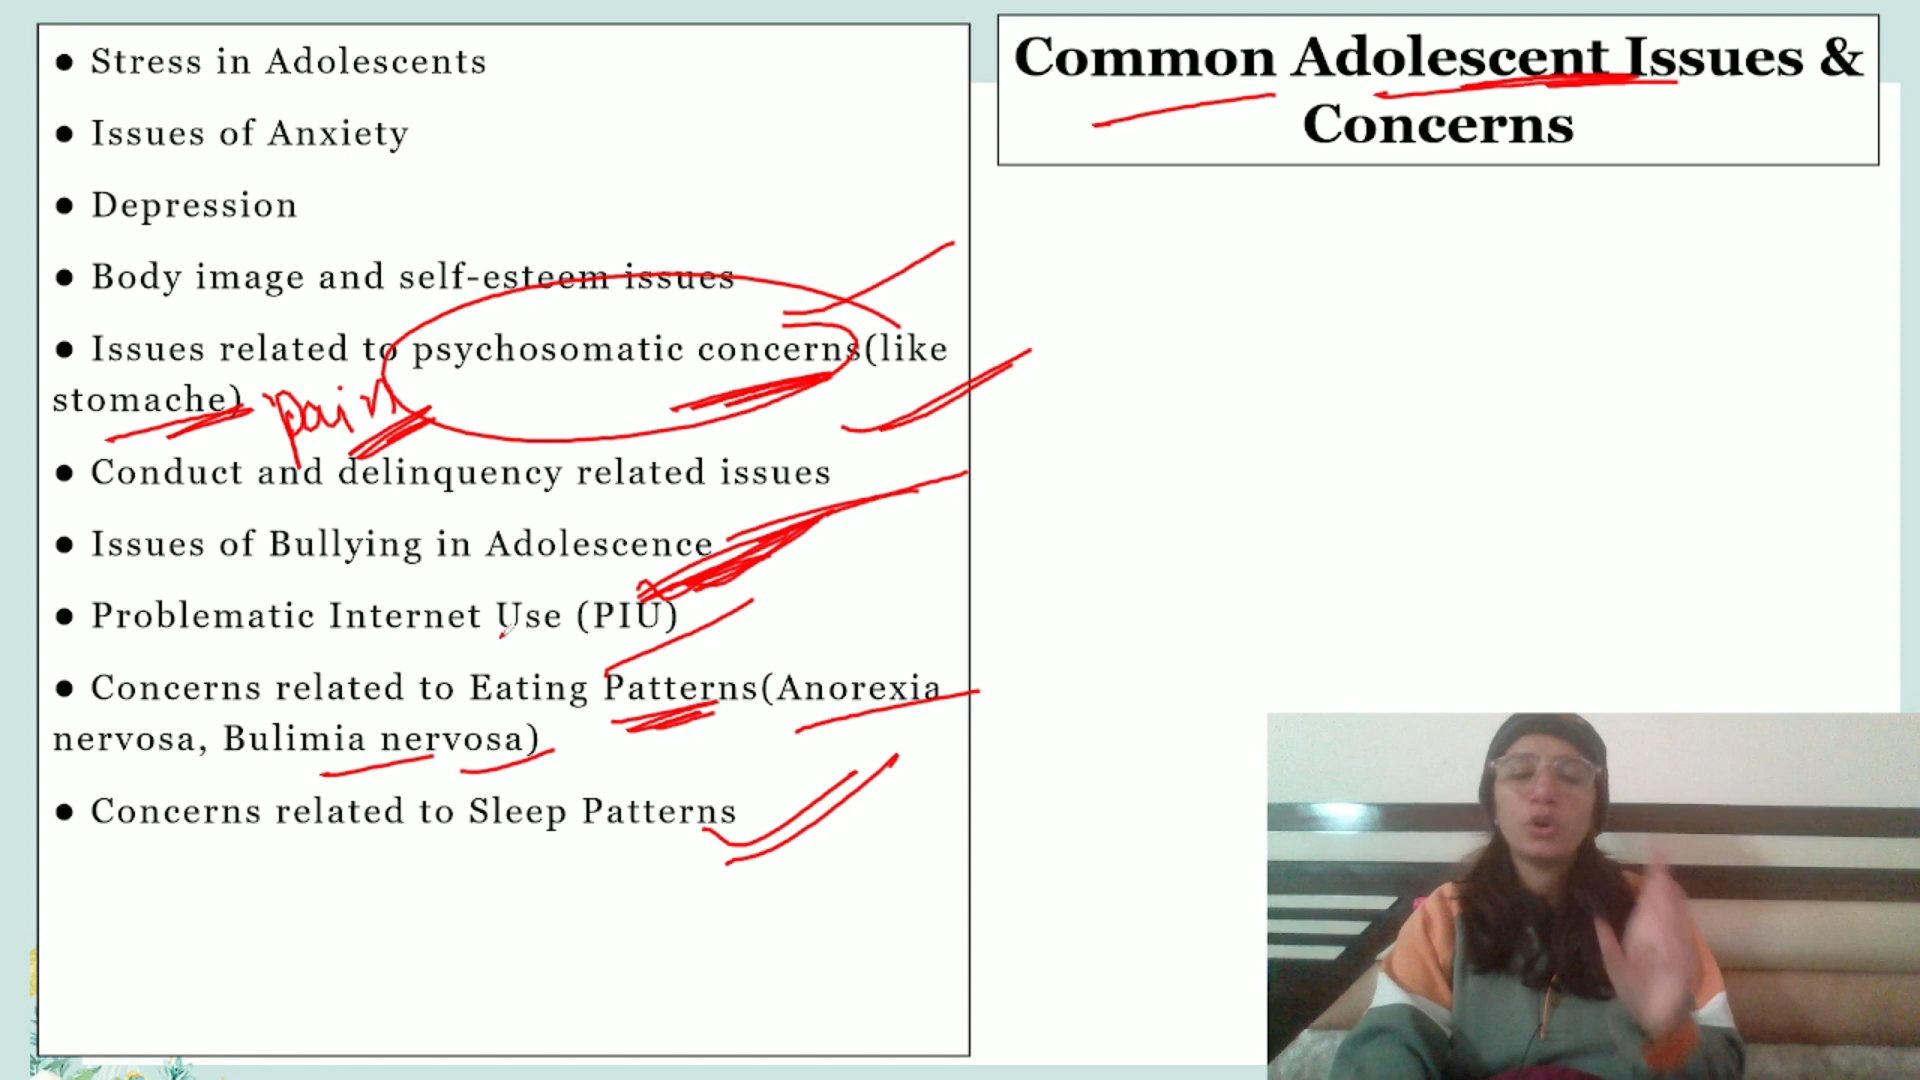 Common Adolescent Issues &
Concerns
● Stress in Adolescents
● Issues of Anxiety
● Depression
● Body image and self-esteem issues
● Issues related to psychosomatic concerns(like
stomache) pain
● Conduct and delinquency related issues
● Issues of Bullying in Adolescence
● Problematic Internet Use (PIU)
● Concerns related to Eating Patterns(Anorexia
nervosa, Bulimia nervosa)
● Concerns related to Sleep Patterns